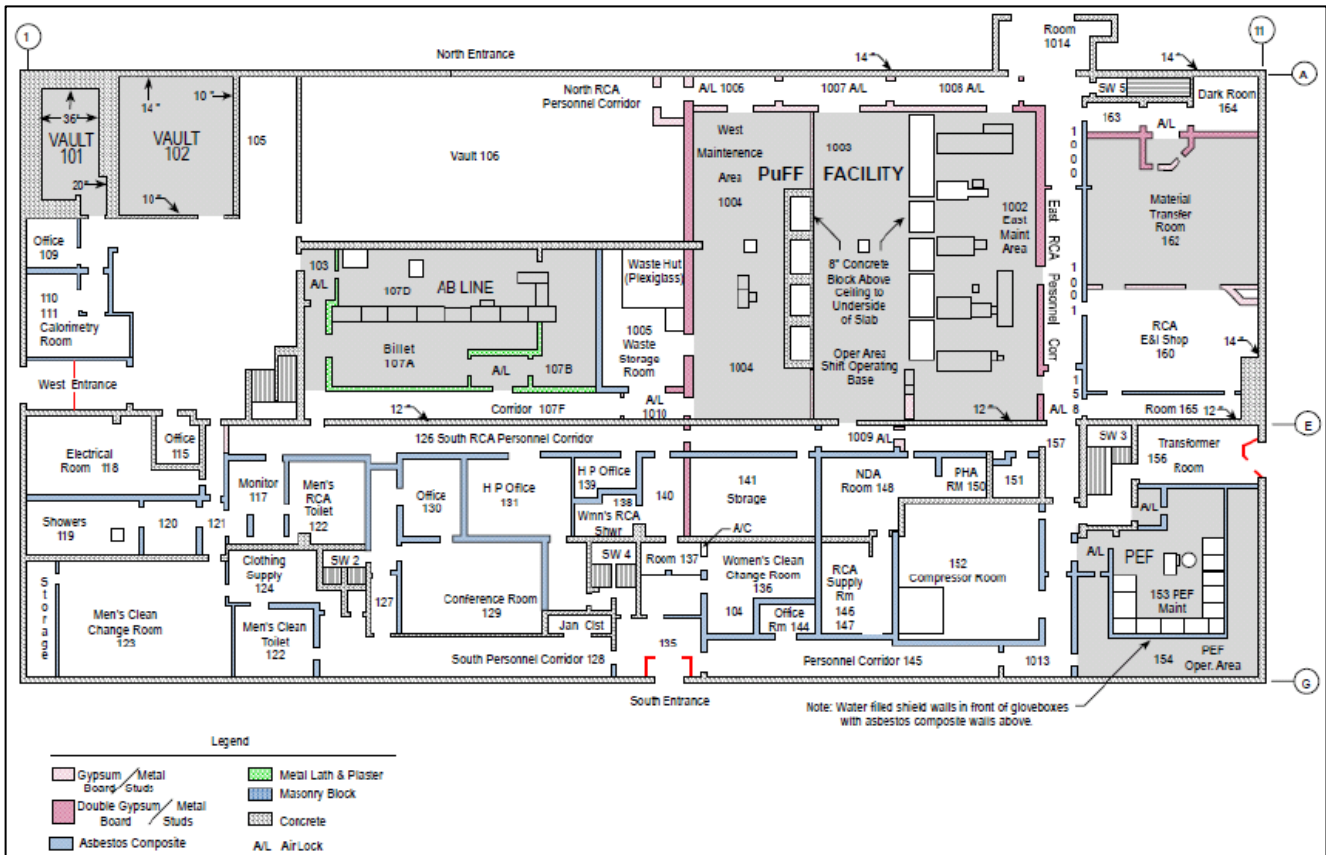 1
11
Room
1014
North Entrance
14"
14"
A
14"
10"
A/L 1006
1007 A/L
1008 A/L
SW 5
Dark Room
164
North RCA
Personnel Corridor
36"
VAULT
101
VAULT
102
105
163
A/L
West
Maintenence
Area
1004
1003
1000
Vault 106
PuFF
FACILITY
20"
10"
1002
East
Maint
Area
Material
Transfer
Room
162
East RCA Personnel Corr
Office
109
103
A/L
107D
AB LINE
Waste Hut
(Plexiglass)
8" Concrete
Block Above
Ceiling to
Underside
of Slab
1001
110
111
Calorimetry
Room
1005
Waste
Storage
Room
RCA
E&I Shop
160
14"
Billet
107A
A/L
107B
Oper Area
Shift Operating
Base
1004
West Entrance
15
12"
Corridor 107F
A/L
1010
12"
A/L 8
Room 165
12"
E
Office
115
126 South RCA Personnel Corridor
1009
A/L
157
SW 3
Transformer
156
Room
Electrical
Room 118
Monitor
117
Men's
RCA
Toilet
122
Office
130
H P Office
131
H P Office
139
138
Wmn's RCA
Shwr
140
141
Storage
NDA
Room 148
PHA
RM 150
151
Showers
119
120
121
A/C
A/L
A/L
PEF
Clothing
Supply
124
SW 2
SW 4
Room 137
Women's Clean
Change Room
136
RCA
Supply
Rm
146
147
152
Compressor Room
Storage
Men's Clean
Change Room
123
127
Conference Room
129
104
Office
Rm 144
153 PEF
Maint
Men's Clean
Toilet
122
Jan Clst
135
South Personnel Corridor 128
Personnel Corridor 145
1013
154
PEF
Oper. Area
G
South Entrance
Note: Water filled shield walls in front of gloveboxes
with asbestos composite walls above.
Legend
Gypsum / Metal
Board / Studs
Double Gypsum / Metal
Board / Studs
Asbestos Composite
Metal Lath & Plaster
Masonry Block
Concrete
A/L Air Lock